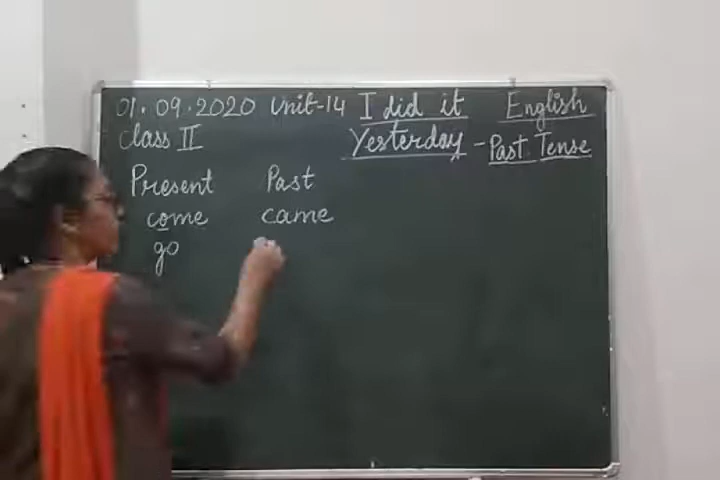 01.09.2020 Unit-14 I did it English
Class II Yesterday - Past Tense
Present Past
come came
go